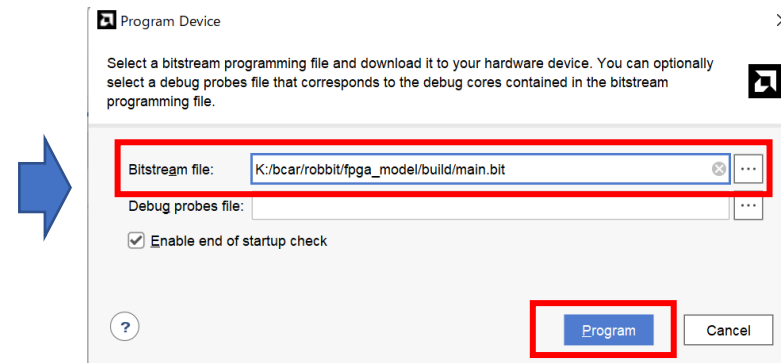 Program Device
Select a bitstream programming file and download it to your hardware device. You can optionally
select a debug probes file that corresponds to the debug cores contained in the bitstream
programming file.
Bitstream file: K:/bcar/robbit/fpga_model/build/main.bit ...
Debug probes file: ...
Enable end of startup check
? Program Cancel